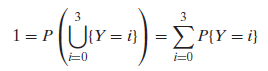 1 = P ( ⋃_{i=0}^{3} {Y = i} ) = ∑_{i=0}^{3} P{Y = i}